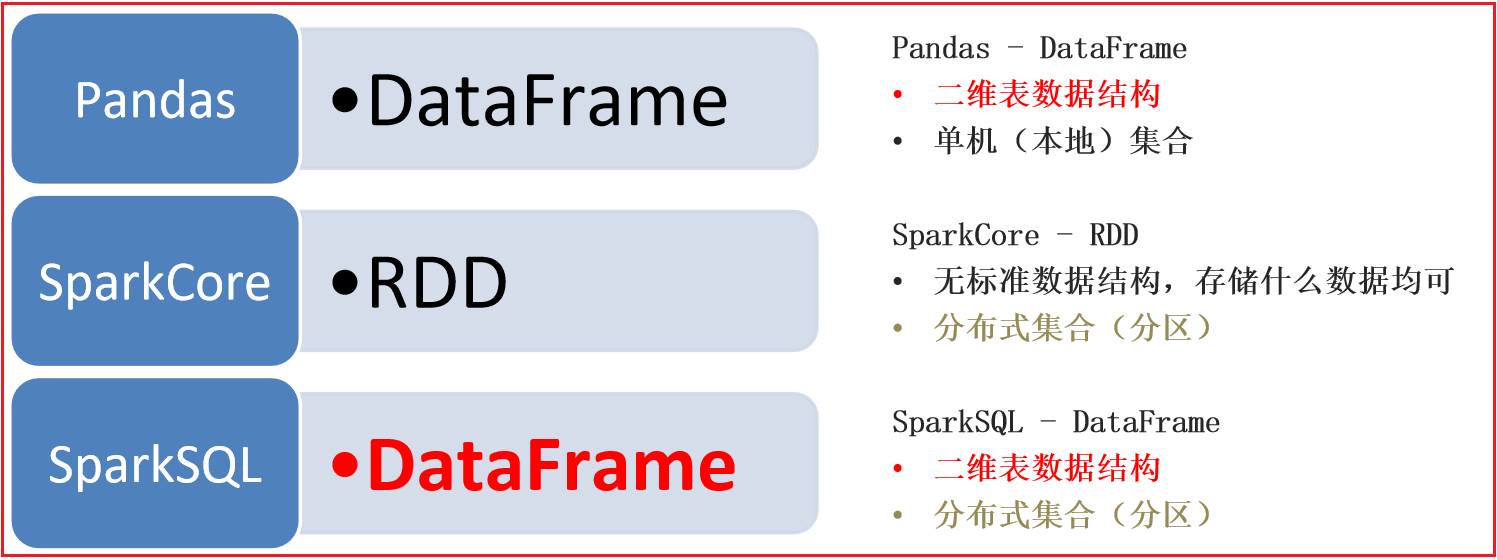 Pandas
•DataFrame
Pandas - DataFrame
• 二维表数据结构
• 单机（本地）集合
SparkCore
•RDD
SparkCore - RDD
• 无标准数据结构，存储什么数据均可
• 分布式集合（分区）
SparkSQL
•DataFrame
SparkSQL - DataFrame
• 二维表数据结构
• 分布式集合（分区）